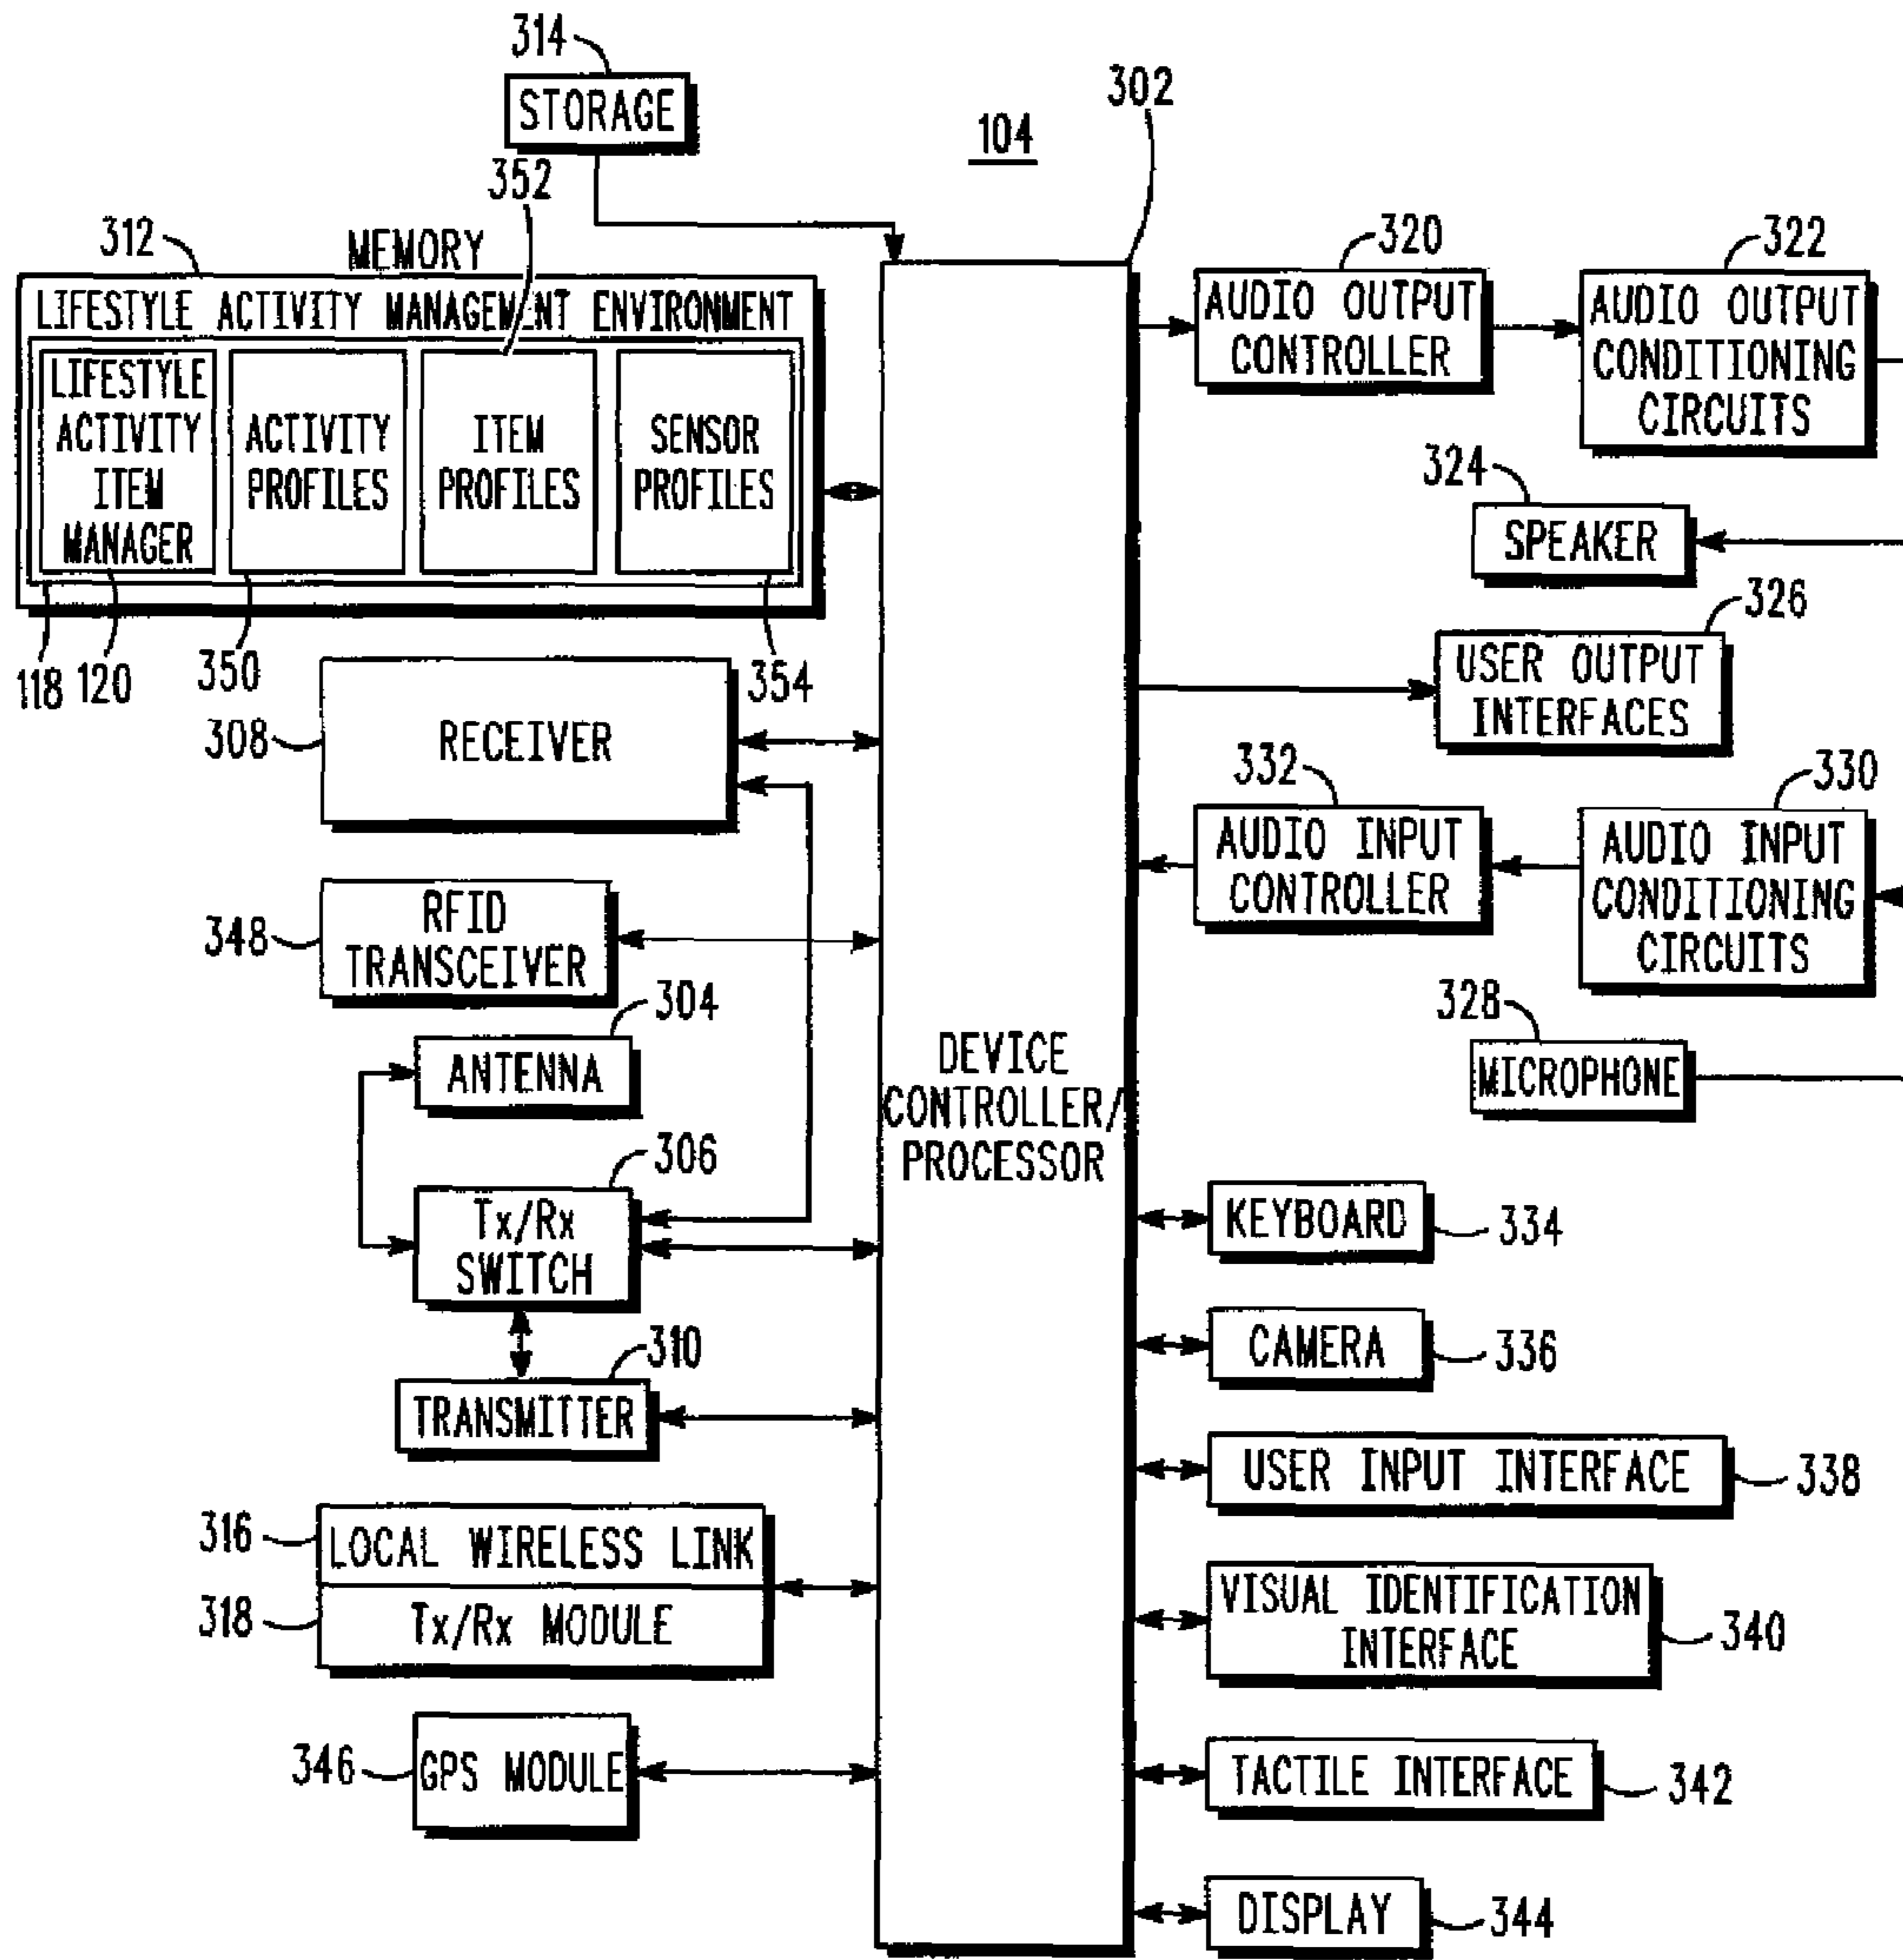 314
STORAGE
104
302
352
312
MEMORY
LIFESTYLE ACTIVITY MANAGEMENT ENVIRONMENT
LIFESTYLE
ACTIVITY
ITEM
MANAGER
ACTIVITY
PROFILES
ITEM
PROFILES
SENSOR
PROFILES
118
120
350
354
308
RECEIVER
348
RFID
TRANSCEIVER
304
ANTENNA
306
Tx/Rx
SWITCH
310
TRANSMITTER
316
LOCAL WIRELESS LINK
318
Tx/Rx MODULE
346
GPS MODULE
DEVICE
CONTROLLER/
PROCESSOR
320
AUDIO OUTPUT
CONTROLLER
322
AUDIO OUTPUT
CONDITIONING
CIRCUITS
324
SPEAKER
326
USER OUTPUT
INTERFACES
332
AUDIO INPUT
CONTROLLER
330
AUDIO INPUT
CONDITIONING
CIRCUITS
328
MICROPHONE
KEYBOARD
334
CAMERA
336
USER INPUT INTERFACE
338
VISUAL IDENTIFICATION
INTERFACE
340
TACTILE INTERFACE
342
DISPLAY
344